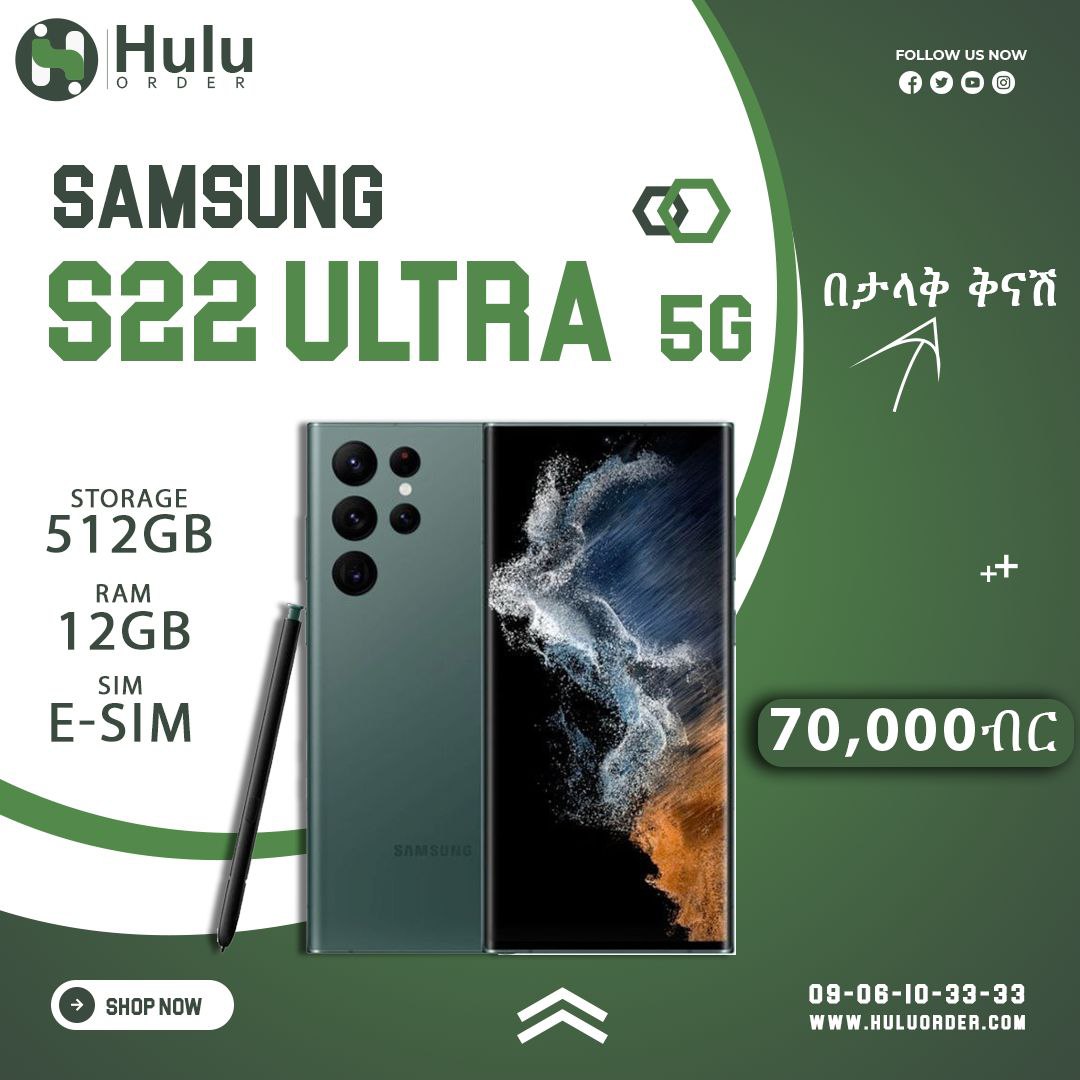 Hulu
ORDER
FOLLOW US NOW
SAMSUNG
S22 ULTRA 5G
በታላቅ ቅናሽ
STORAGE
512GB
RAM
12GB
SIM
E-SIM
70,000ብር
SAMSUNG
SHOP NOW
09-06-10-33-33
WWW.HULUORDER.COM